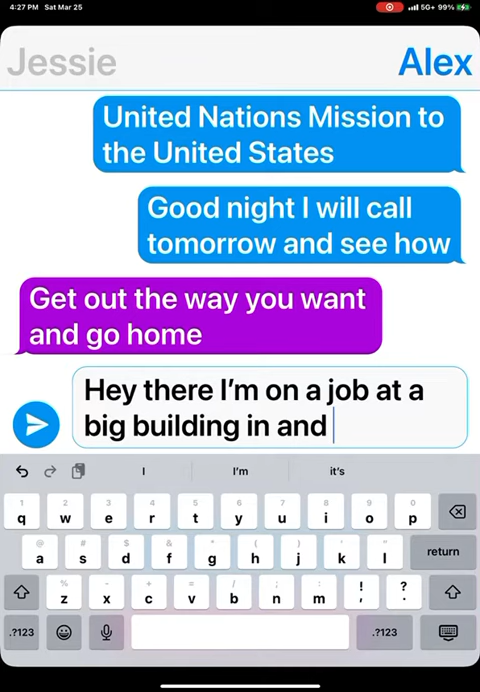 4:27 PM Sat Mar 25
5G+ 99%
Jessie Alex
United Nations Mission to
the United States
Good night I will call
tomorrow and see how
Get out the way you want
and go home
Hey there I'm on a job at a
big building in and
I I'm it's
1 2 3 4 5 6 7 8 9 0
q w e r t y u i o p
@ # $ & * ( ) ' "
a s d f g h j k l return
% - + = / ; : ! ?
z x c v b n m , .
.?123 .?123